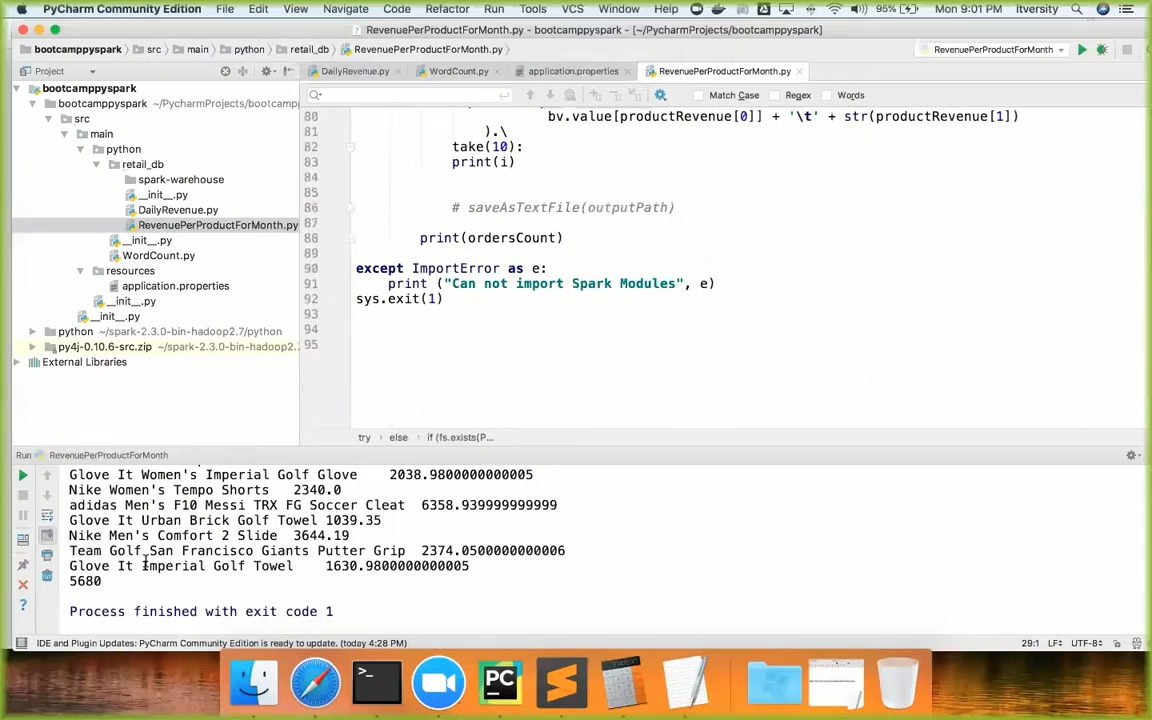 PyCharm Community Edition File Edit View Navigate Code Refactor Run Tools VCS Window Help 95% Mon 9:01 PM itversity
RevenuePerProductForMonth.py - bootcamppyspark - [~/PycharmProjects/bootcamppyspark]
bootcamppyspark src main python retail_db RevenuePerProductForMonth.py RevenuePerProductForMonth
Project DailyRevenue.py WordCount.py application.properties RevenuePerProductForMonth.py
bootcamppyspark
Match Case Regex Words
bootcamppyspark ~/PycharmProjects/bootcamp
src
main
python
retail_db
spark-warehouse
__init__.py
DailyRevenue.py
RevenuePerProductForMonth.py
__init__.py
WordCount.py
resources
application.properties
__init__.py
__init__.py
python ~/spark-2.3.0-bin-hadoop2.7/python
py4j-0.10.6-src.zip ~/spark-2.3.0-bin-hadoop2.
External Libraries
80 bv.value[productRevenue[0]] + '\t' + str(productRevenue[1])
81 ).\
82 take(10):
83 print(i)
84
85
86 # saveAsTextFile(outputPath)
87
88 print(ordersCount)
89
90 except ImportError as e:
91 print ("Can not import Spark Modules", e)
92 sys.exit(1)
93
94
95
try else if (fs.exists(P...
Run RevenuePerProductForMonth
Glove It Women's Imperial Golf Glove 2038.9800000000005
Nike Women's Tempo Shorts 2340.0
adidas Men's F10 Messi TRX FG Soccer Cleat 6358.939999999999
Glove It Urban Brick Golf Towel 1039.35
Nike Men's Comfort 2 Slide 3644.19
Team Golf San Francisco Giants Putter Grip 2374.0500000000006
Glove It Imperial Golf Towel 1630.9800000000005
5680
Process finished with exit code 1
IDE and Plugin Updates: PyCharm Community Edition is ready to update. (today 4:28 PM) 29:1 LF UTF-8
PC